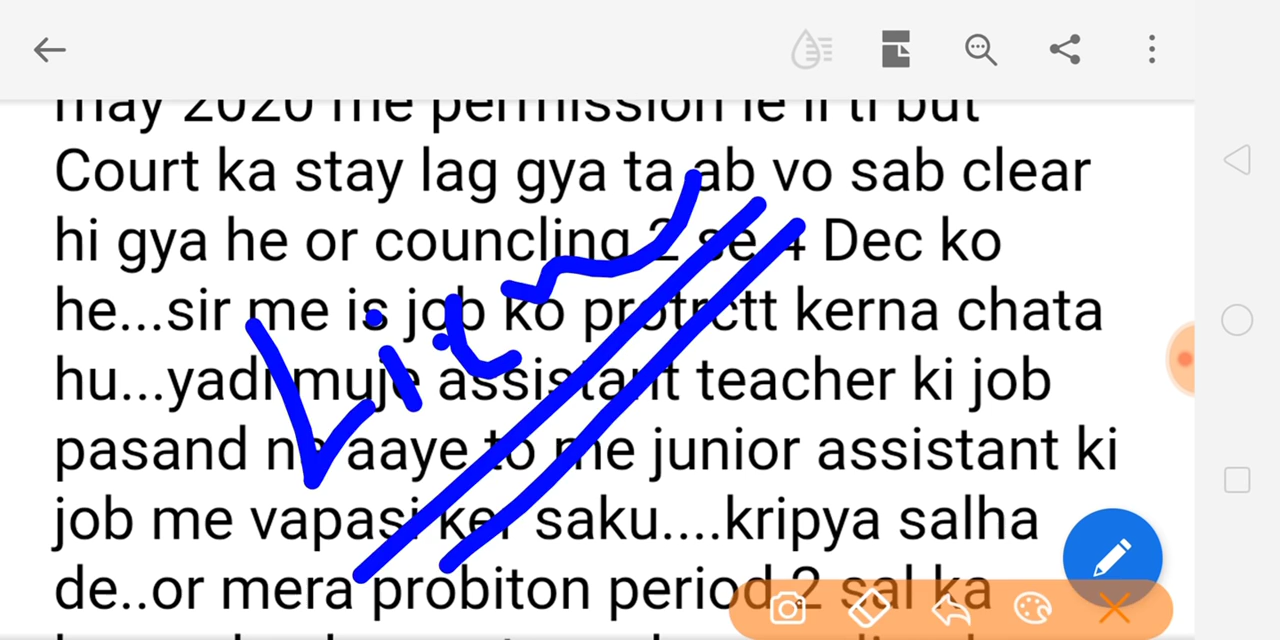 may 2020 me permission le li ti but
Court ka stay lag gya ta ab vo sab clear
hi gya he or councling 2 se 4 Dec ko
he...sir me is job ko protrctt kerna chata
hu...yadi muje assistant teacher ki job
pasand na aaye to me junior assistant ki
job me vapasi ker saku....kripya salha
de..or mera probiton period 2 sal ka
Lien